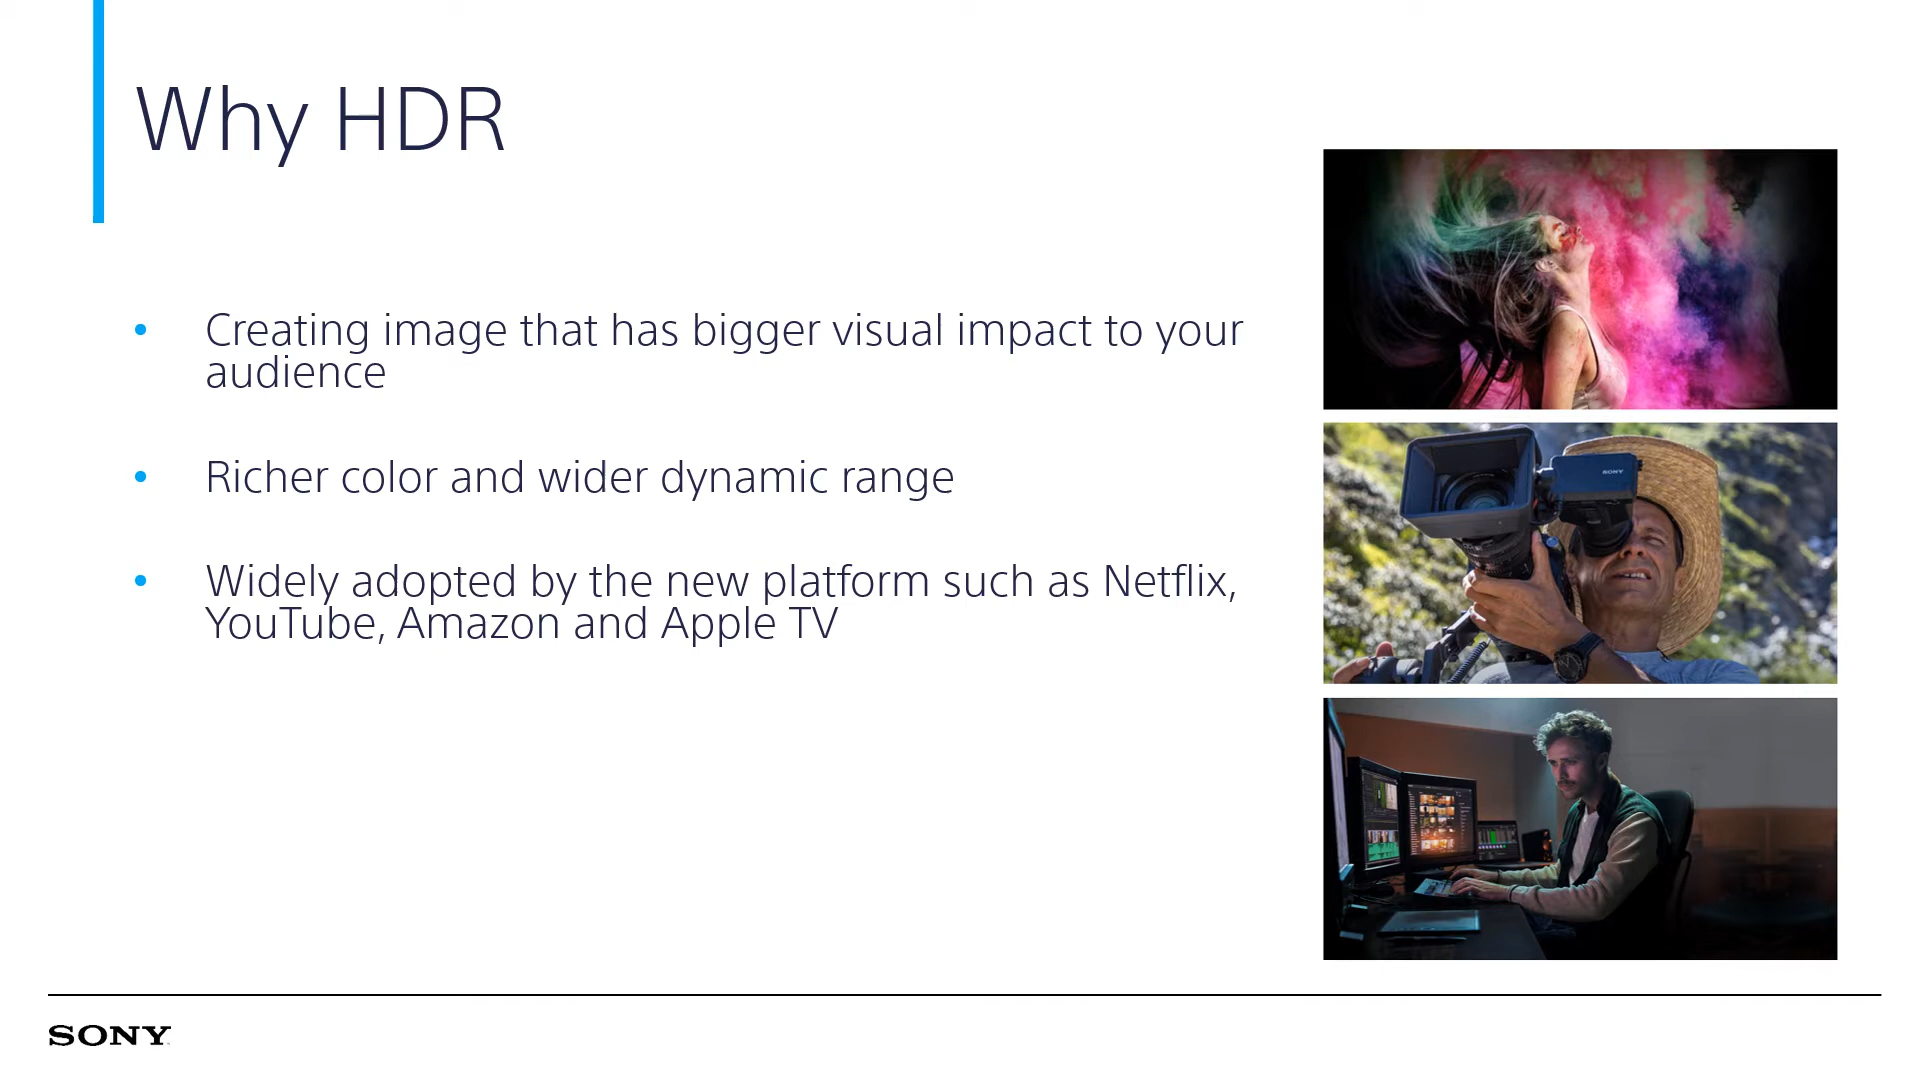 Why HDR
• Creating image that has bigger visual impact to your
audience
• Richer color and wider dynamic range
• Widely adopted by the new platform such as Netflix,
YouTube, Amazon and Apple TV
SONY
SONY